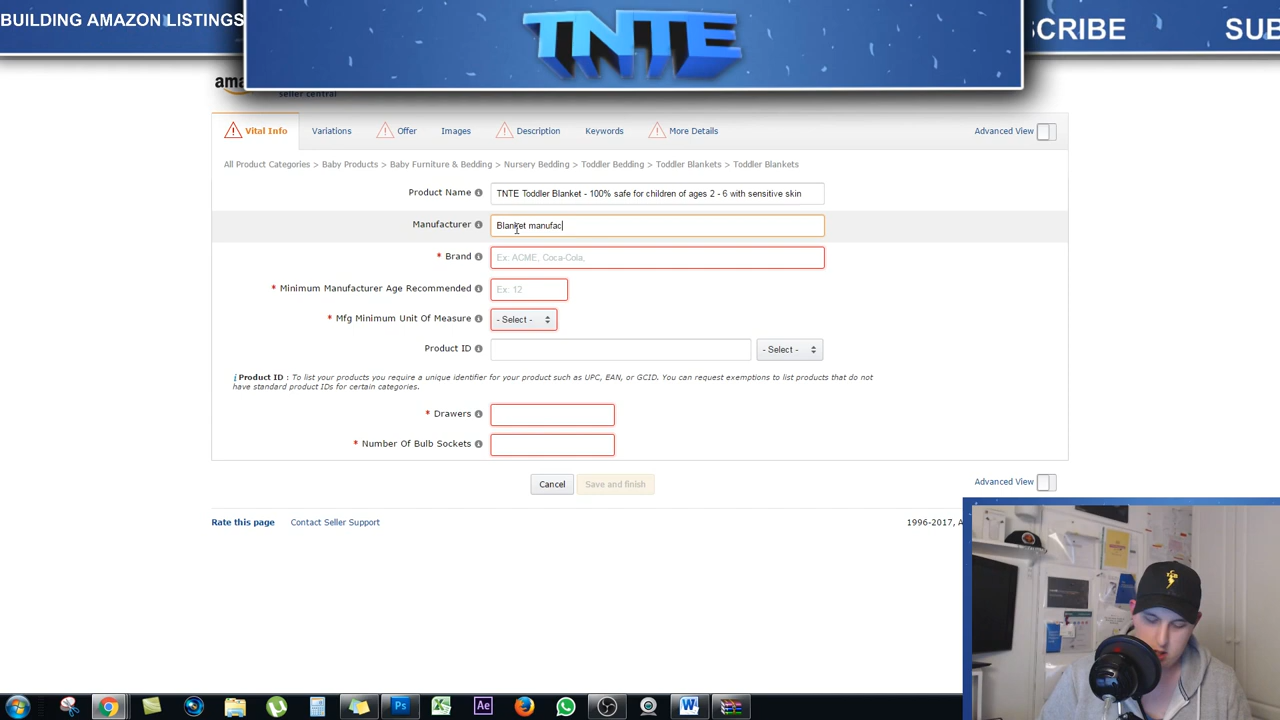 BUILDING AMAZON LISTINGS
TNTE
CRIBE
SUB
seller central
Vital Info
Variations
Offer
Images
Description
Keywords
More Details
Advanced View
All Product Categories > Baby Products > Baby Furniture & Bedding > Nursery Bedding > Toddler Bedding > Toddler Blankets > Toddler Blankets
Product Name TNTE Toddler Blanket - 100% safe for children of ages 2 - 6 with sensitive skin
Manufacturer Blanket manufac
* Brand Ex: ACME, Coca-Cola,
* Minimum Manufacturer Age Recommended Ex: 12
* Mfg Minimum Unit Of Measure - Select -
Product ID - Select -
Product ID : To list your products you require a unique identifier for your product such as UPC, EAN, or GCID. You can request exemptions to list products that do not
have standard product IDs for certain categories.
* Drawers
* Number Of Bulb Sockets
Cancel
Save and finish
Advanced View
Rate this page
Contact Seller Support
1996-2017, A